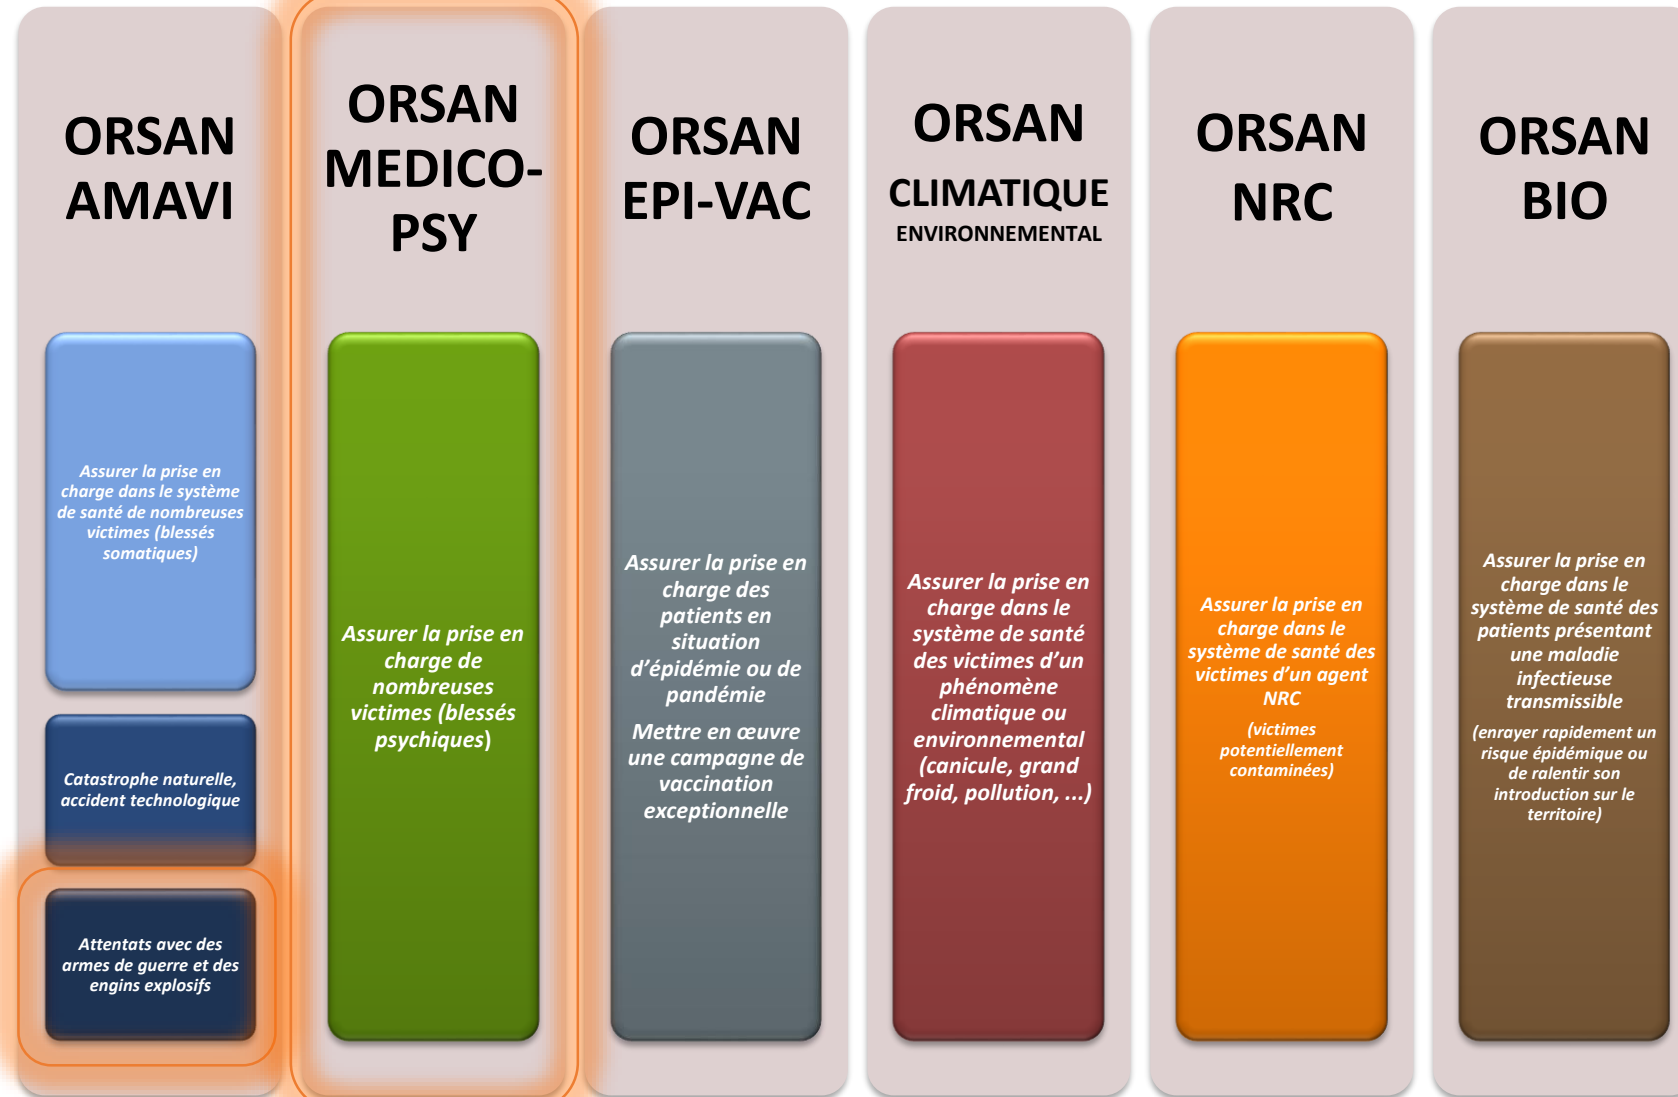 ORSAN
AMAVI
Assurer la prise en
charge dans le système
de santé de nombreuses
victimes (blessés
somatiques)
Catastrophe naturelle,
accident technologique
Attentats avec des
armes de guerre et des
engins explosifs
ORSAN
MEDICO-
PSY
Assurer la prise en
charge de
nombreuses
victimes (blessés
psychiques)
ORSAN
EPI-VAC
Assurer la prise en
charge des
patients en
situation
d’épidémie ou de
pandémie
Mettre en œuvre
une campagne de
vaccination
exceptionnelle
ORSAN
CLIMATIQUE
ENVIRONNEMENTAL
Assurer la prise en
charge dans le
système de santé
des victimes d’un
phénomène
climatique ou
environnemental
(canicule, grand
froid, pollution, ...)
ORSAN
NRC
Assurer la prise en
charge dans le
système de santé des
victimes d’un agent
NRC
(victimes
potentiellement
contaminées)
ORSAN
BIO
Assurer la prise en
charge dans le
système de santé des
patients présentant
une maladie
infectieuse
transmissible
(enrayer rapidement un
risque épidémique ou
de ralentir son
introduction sur le
territoire)